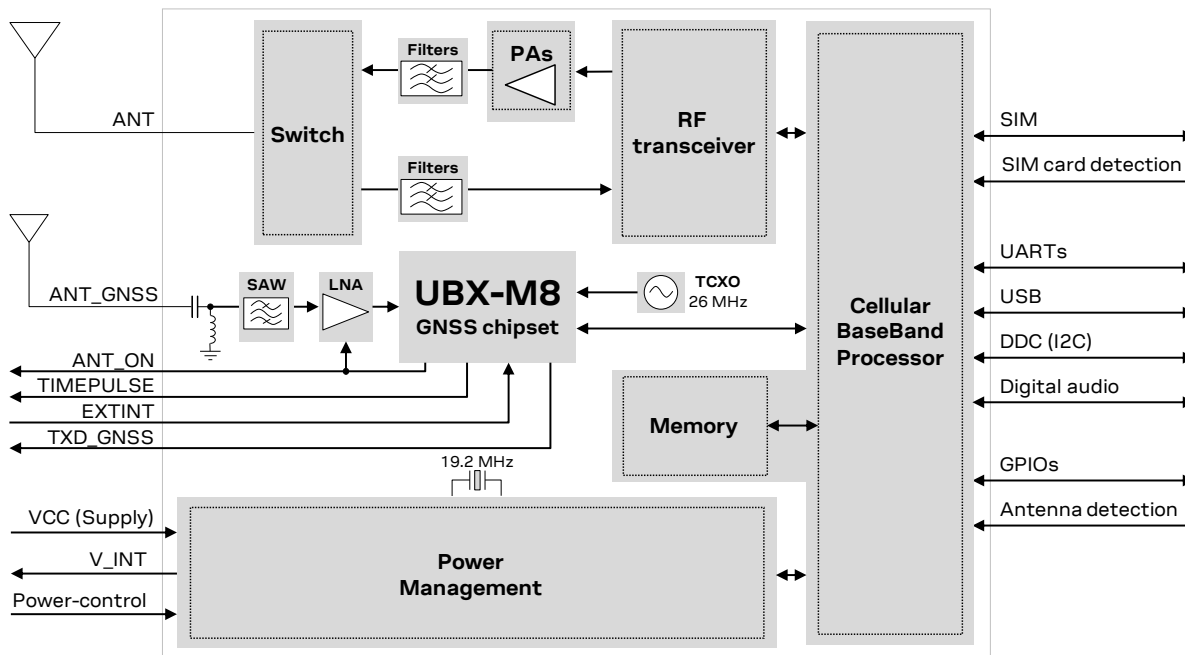 Filters
PAs
ANT
Switch
RF
transceiver
Filters
SIM
SIM card detection
ANT_GNSS
SAW
LNA
UBX-M8
GNSS chipset
TCXO
26 MHz
Cellular
BaseBand
Processor
UARTs
USB
DDC (I2C)
Digital audio
ANT_ON
TIMEPULSE
EXTINT
TXD_GNSS
Memory
19.2 MHz
GPIOs
Antenna detection
VCC (Supply)
V_INT
Power-control
Power
Management